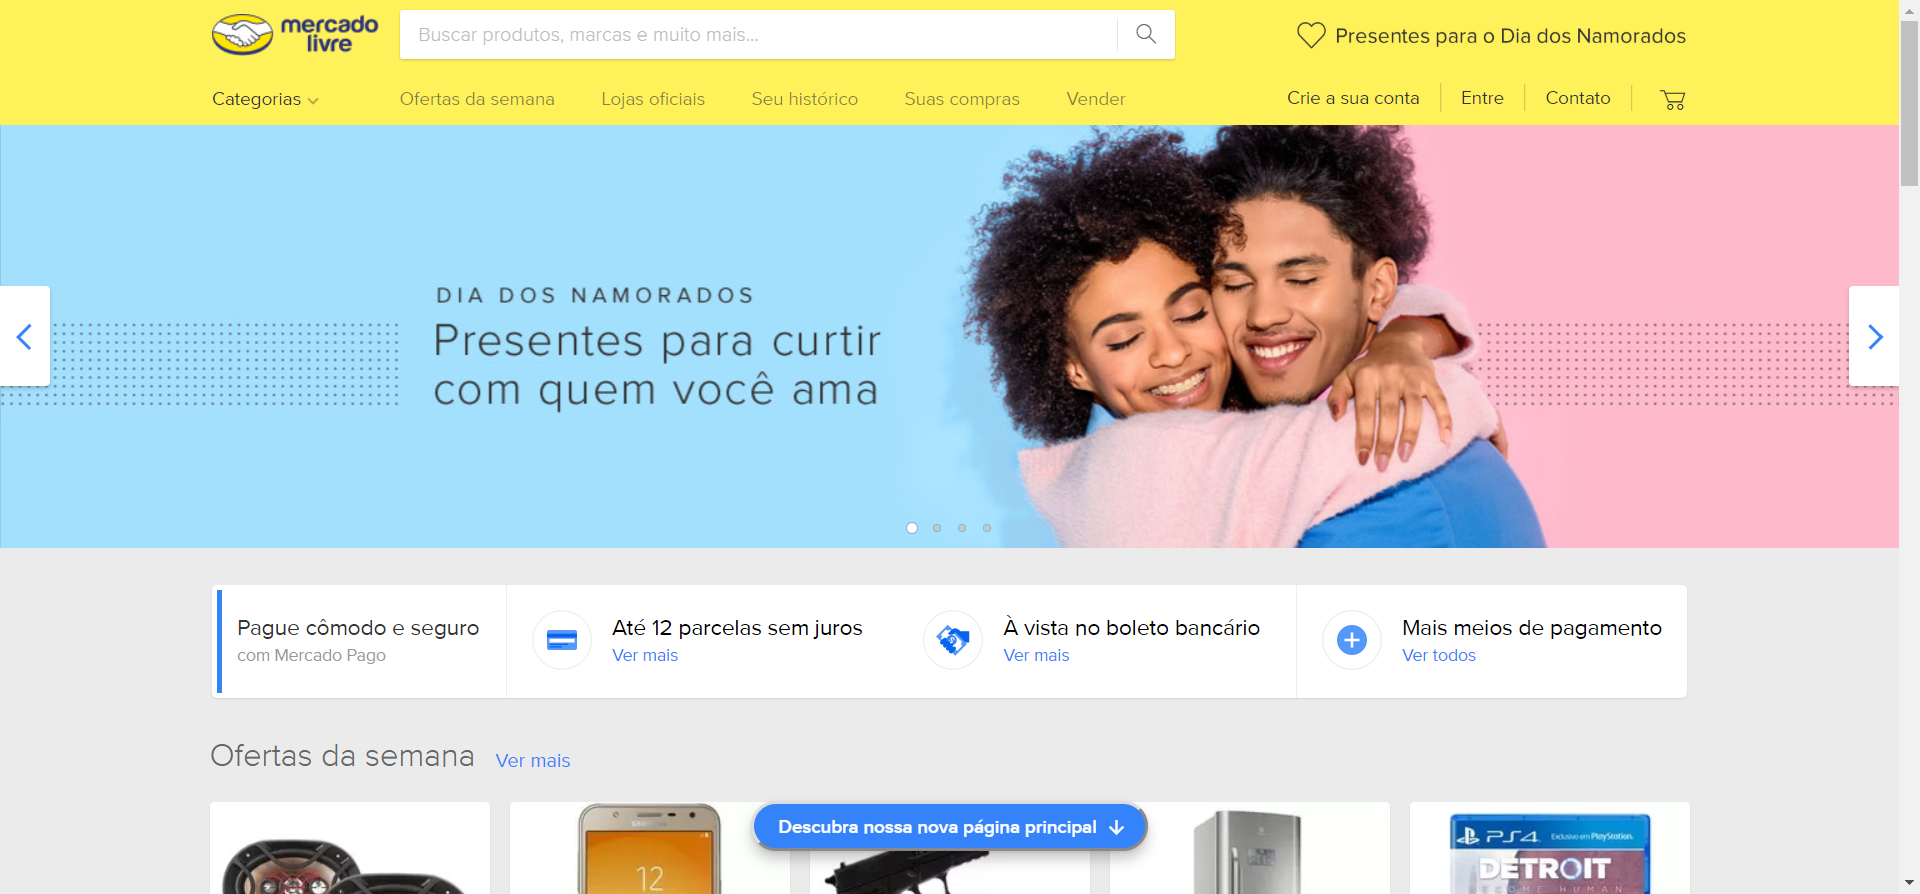 mercado
livre
Buscar produtos, marcas e muito mais...
Presentes para o Dia dos Namorados
Categorias
Ofertas da semana
Lojas oficiais
Seu histórico
Suas compras
Vender
Crie a sua conta
Entre
Contato
DIA DOS NAMORADOS
Presentes para curtir
com quem você ama
Pague cômodo e seguro
com Mercado Pago
Até 12 parcelas sem juros
Ver mais
À vista no boleto bancário
Ver mais
Mais meios de pagamento
Ver todos
Ofertas da semana
Ver mais
SAMSUNG
12
Descubra nossa nova página principal
PS4
Exclusivo em PlayStation.
DETROIT
BECOME HUMAN